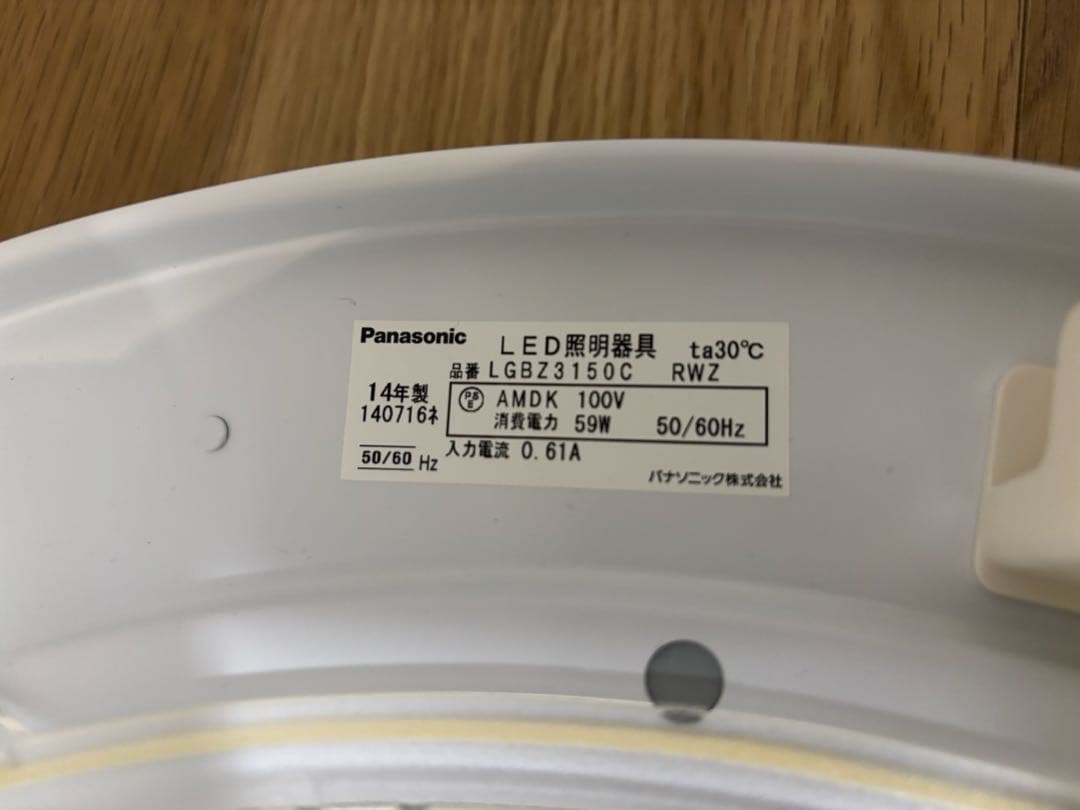 Panasonic
LED照明器具 ta30℃
品番 LGBZ3150C RWZ
14年製
140716ネ
PSE AMDK 100V
消費電力 59W 50/60Hz
50/60 Hz
入力電流 0.61A
パナソニック株式会社